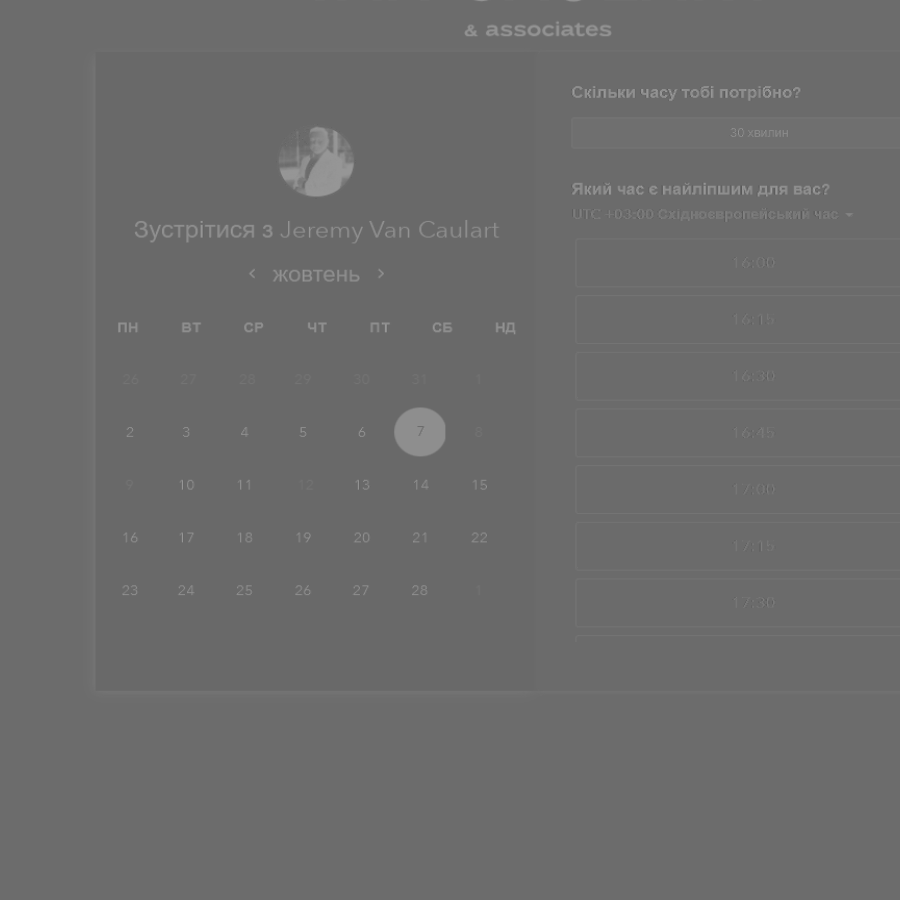 & associates
Зустрітися з Jeremy Van Caulart
жовтень
ПН ВТ СР ЧТ ПТ СБ НД
26 27 28 29 30 31 1
2 3 4 5 6 7 8
9 10 11 12 13 14 15
16 17 18 19 20 21 22
23 24 25 26 27 28 1
Скільки часу тобі потрібно?
30 хвилин
Який час є найліпшим для вас?
UTC +03:00 Східноєвропейський час
16:00
16:15
16:30
16:45
17:00
17:15
17:30